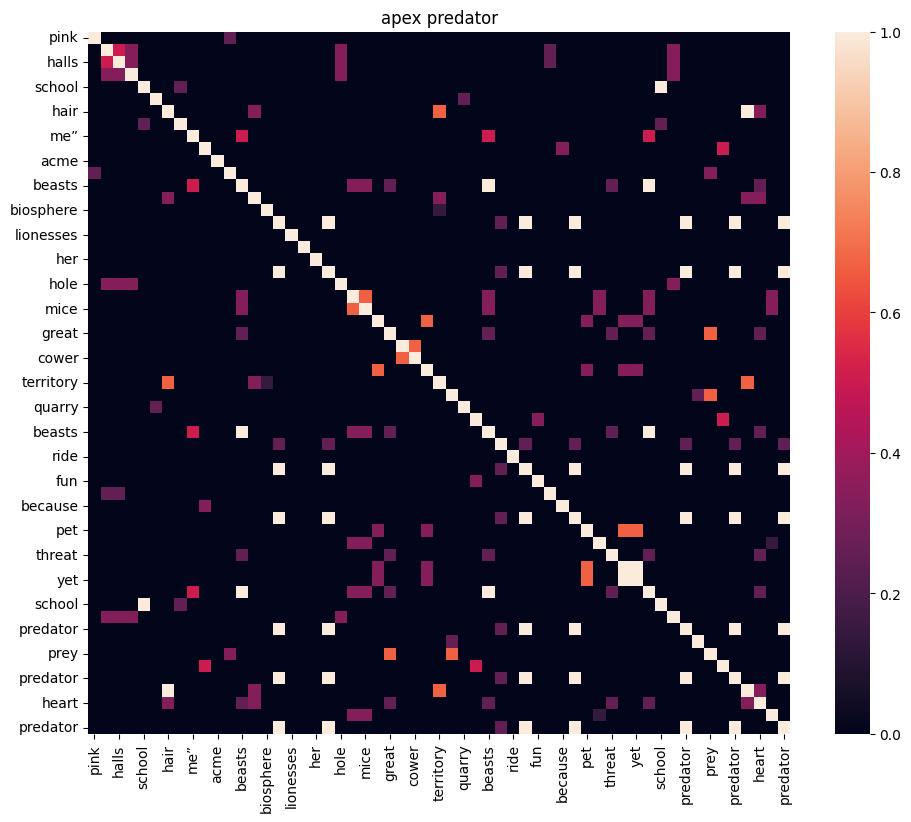 apex predator
pink
halls
school
hair
me”
acme
beasts
biosphere
lionesses
her
hole
mice
great
cower
territory
quarry
beasts
ride
fun
because
pet
threat
yet
school
predator
prey
predator
heart
predator
1.0
0.8
0.6
0.4
0.2
0.0
pink
halls
school
hair
me”
acme
beasts
biosphere
lionesses
her
hole
mice
great
cower
territory
quarry
beasts
ride
fun
because
pet
threat
yet
school
predator
prey
predator
heart
predator